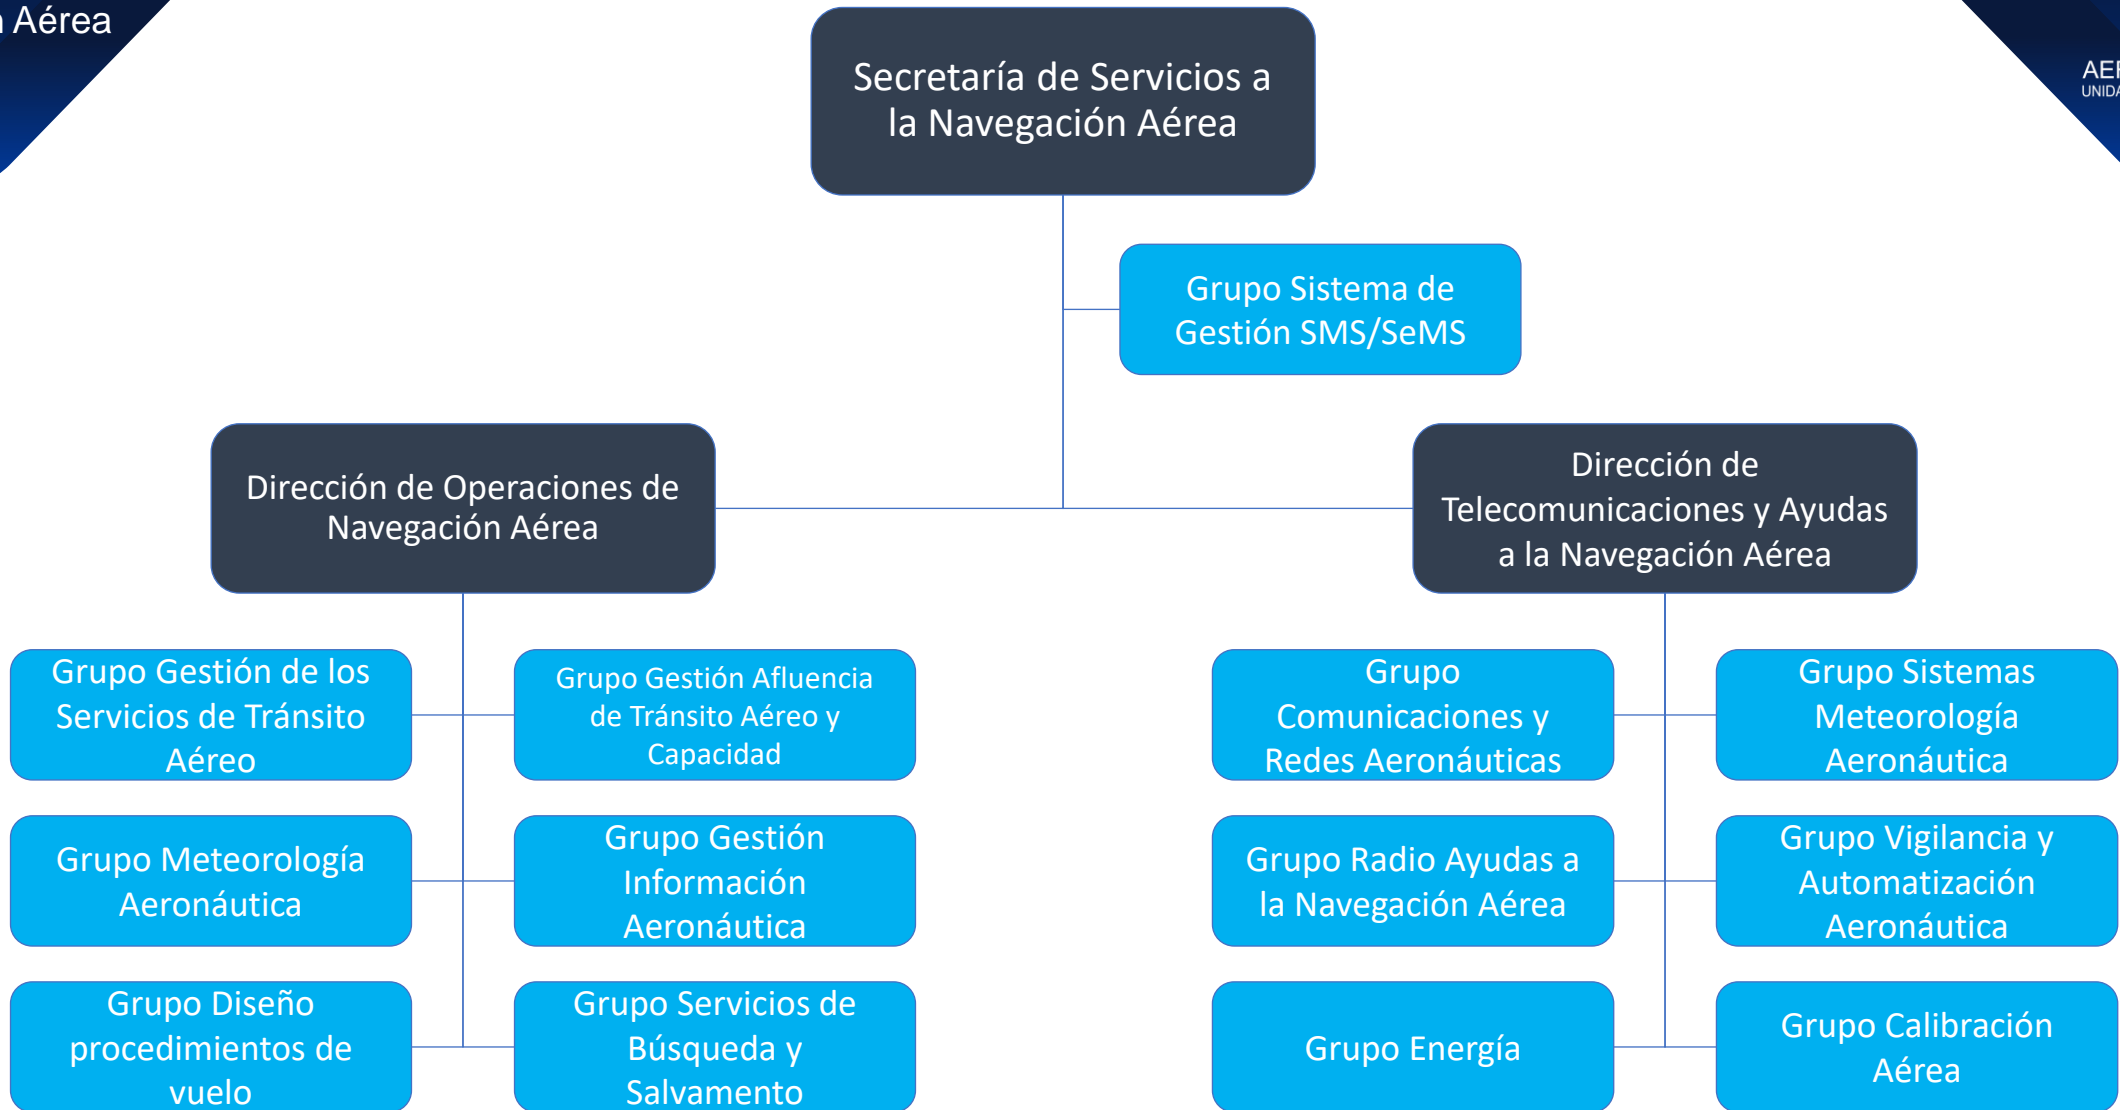 Aérea
Secretaría de Servicios a
la Navegación Aérea
Grupo Sistema de
Gestión SMS/SeMS
Dirección de Operaciones de
Navegación Aérea
Dirección de
Telecomunicaciones y Ayudas
a la Navegación Aérea
Grupo Gestión de los
Servicios de Tránsito
Aéreo
Grupo Gestión Afluencia
de Tránsito Aéreo y
Capacidad
Grupo
Comunicaciones y
Redes Aeronáuticas
Grupo Sistemas
Meteorología
Aeronáutica
Grupo Meteorología
Aeronáutica
Grupo Gestión
Información
Aeronáutica
Grupo Radio Ayudas a
la Navegación Aérea
Grupo Vigilancia y
Automatización
Aeronáutica
Grupo Diseño
procedimientos de
vuelo
Grupo Servicios de
Búsqueda y
Salvamento
Grupo Energía
Grupo Calibración
Aérea